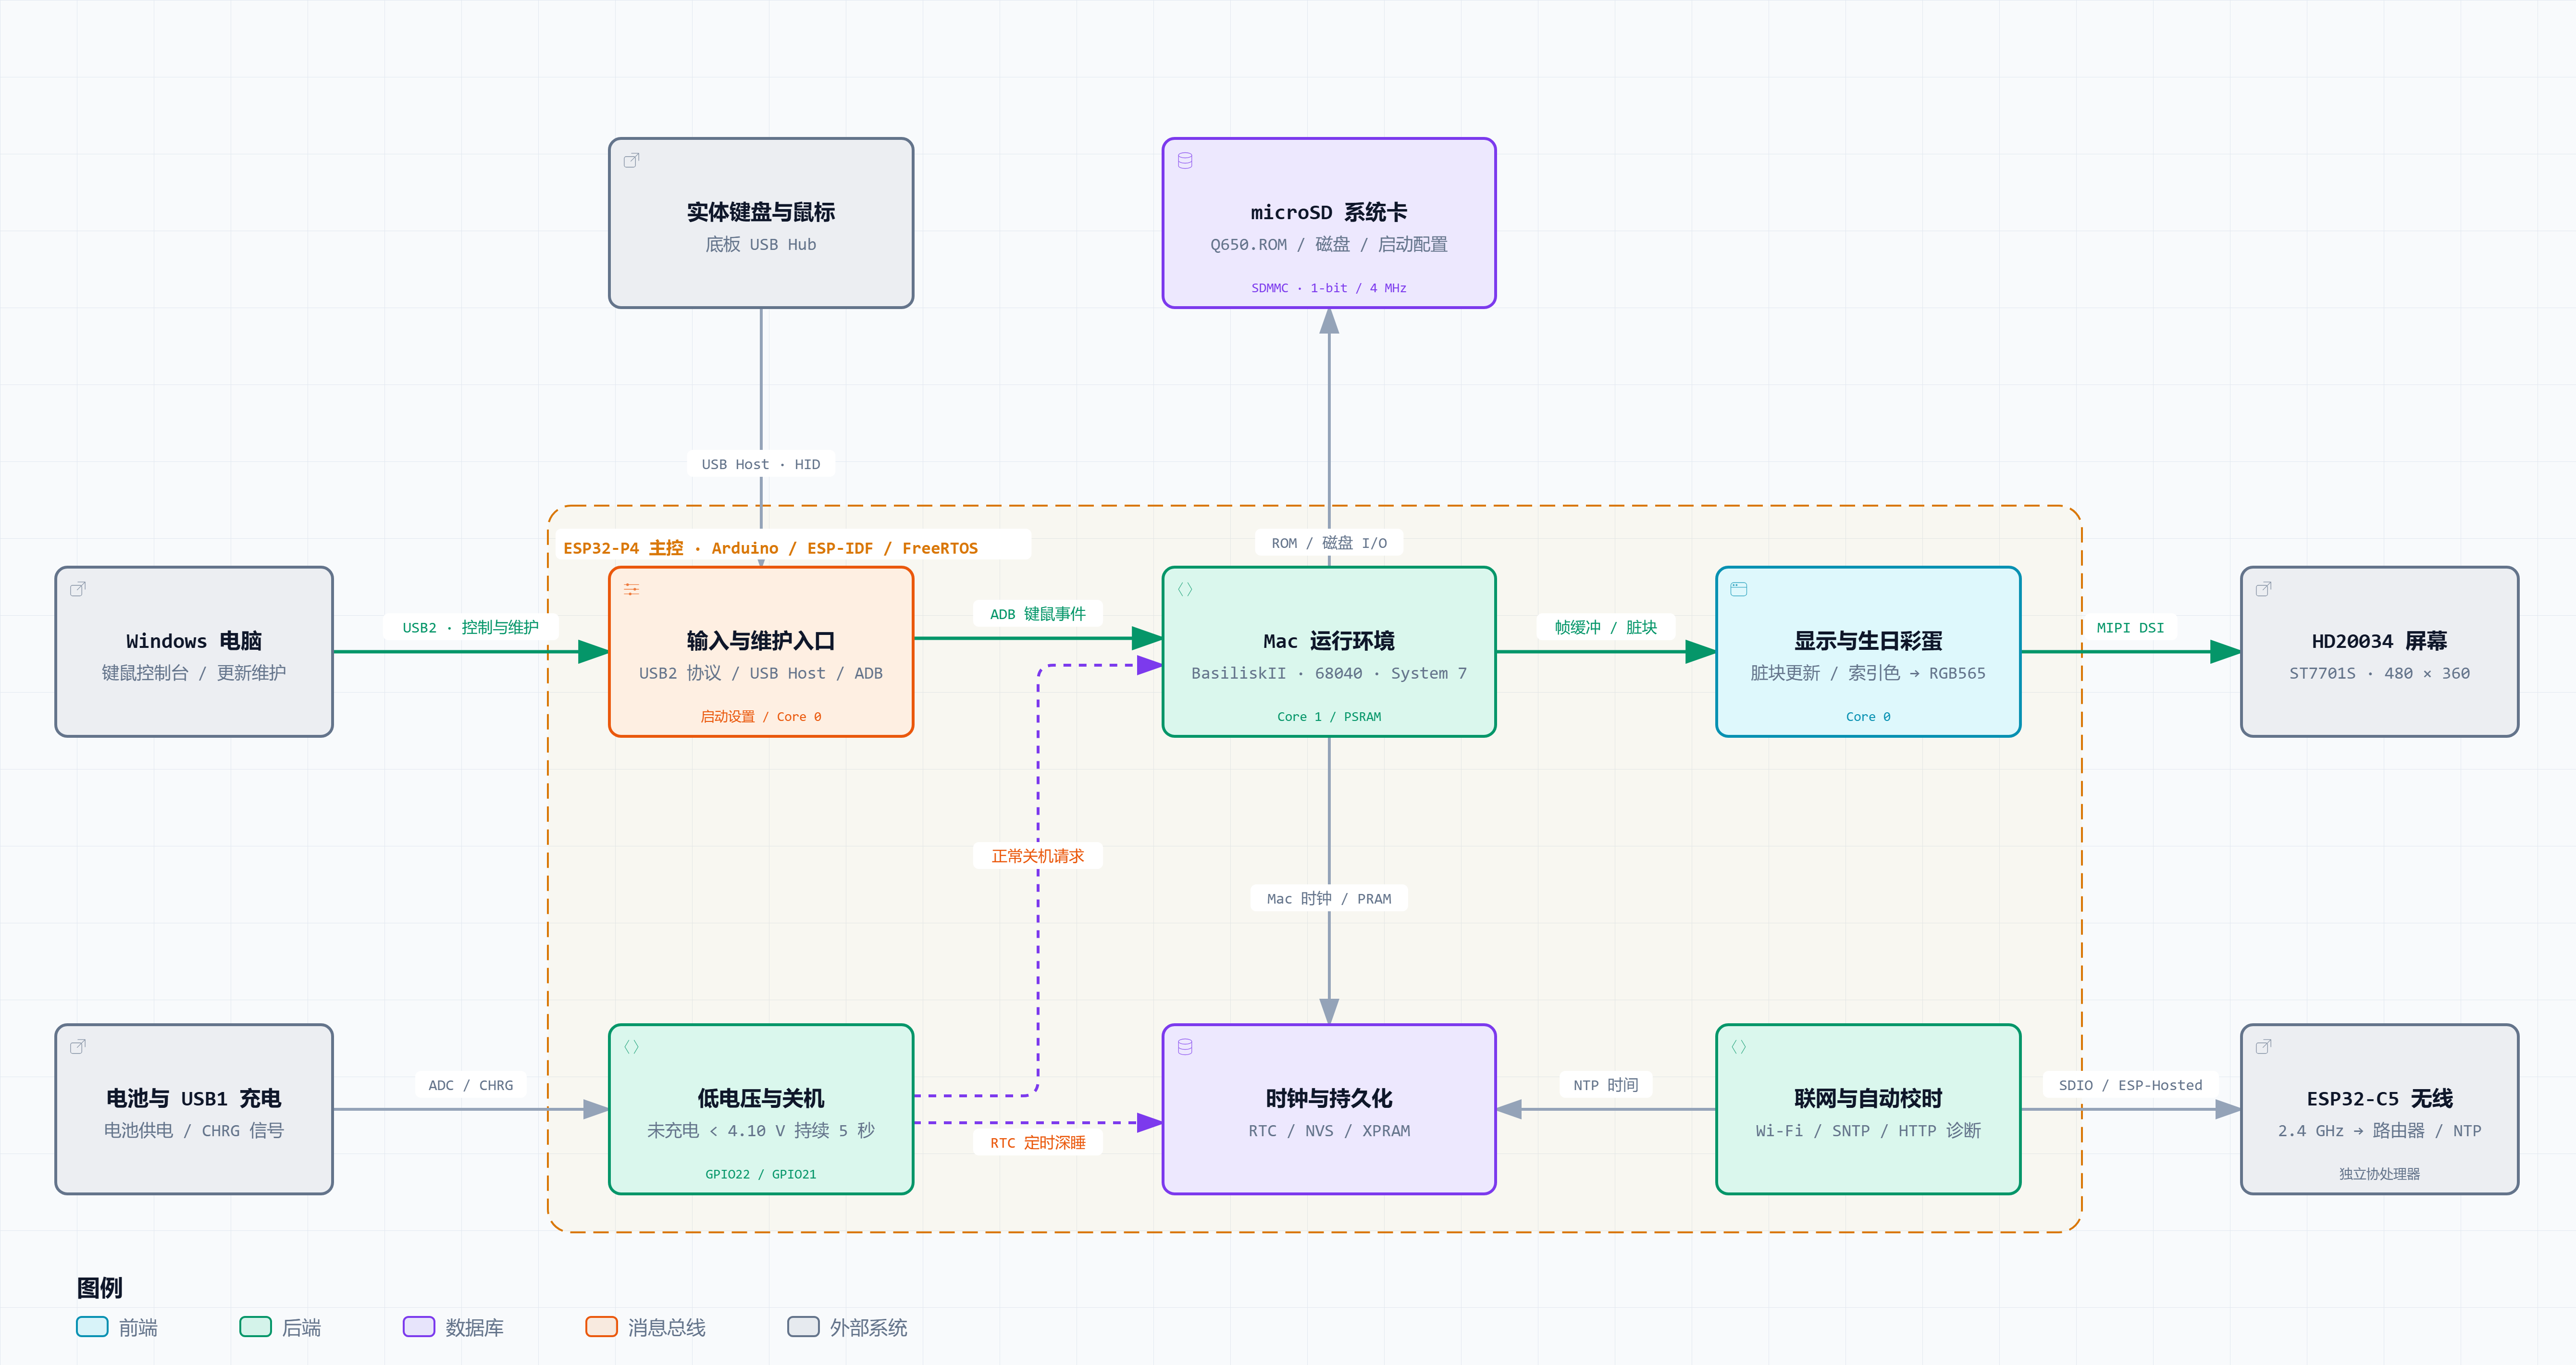 实体键盘与鼠标
底板 USB Hub
microSD 系统卡
Q650.ROM / 磁盘 / 启动配置
SDMMC · 1-bit / 4 MHz
USB Host · HID
ROM / 磁盘 I/O
ESP32-P4 主控 · Arduino / ESP-IDF / FreeRTOS
Windows 电脑
键鼠控制台 / 更新维护
USB2 · 控制与维护
输入与维护入口
USB2 协议 / USB Host / ADB
启动设置 / Core 0
ADB 键鼠事件
Mac 运行环境
BasiliskII · 68040 · System 7
Core 1 / PSRAM
帧缓冲 / 脏块
显示与生日彩蛋
脏块更新 / 索引色 → RGB565
Core 0
MIPI DSI
HD20034 屏幕
ST7701S · 480 × 360
正常关机请求
Mac 时钟 / PRAM
电池与 USB1 充电
电池供电 / CHRG 信号
ADC / CHRG
低电压与关机
未充电 < 4.10 V 持续 5 秒
GPIO22 / GPIO21
RTC 定时深睡
时钟与持久化
RTC / NVS / XPRAM
NTP 时间
联网与自动校时
Wi-Fi / SNTP / HTTP 诊断
SDIO / ESP-Hosted
ESP32-C5 无线
2.4 GHz → 路由器 / NTP
独立协处理器
图例
前端
后端
数据库
消息总线
外部系统